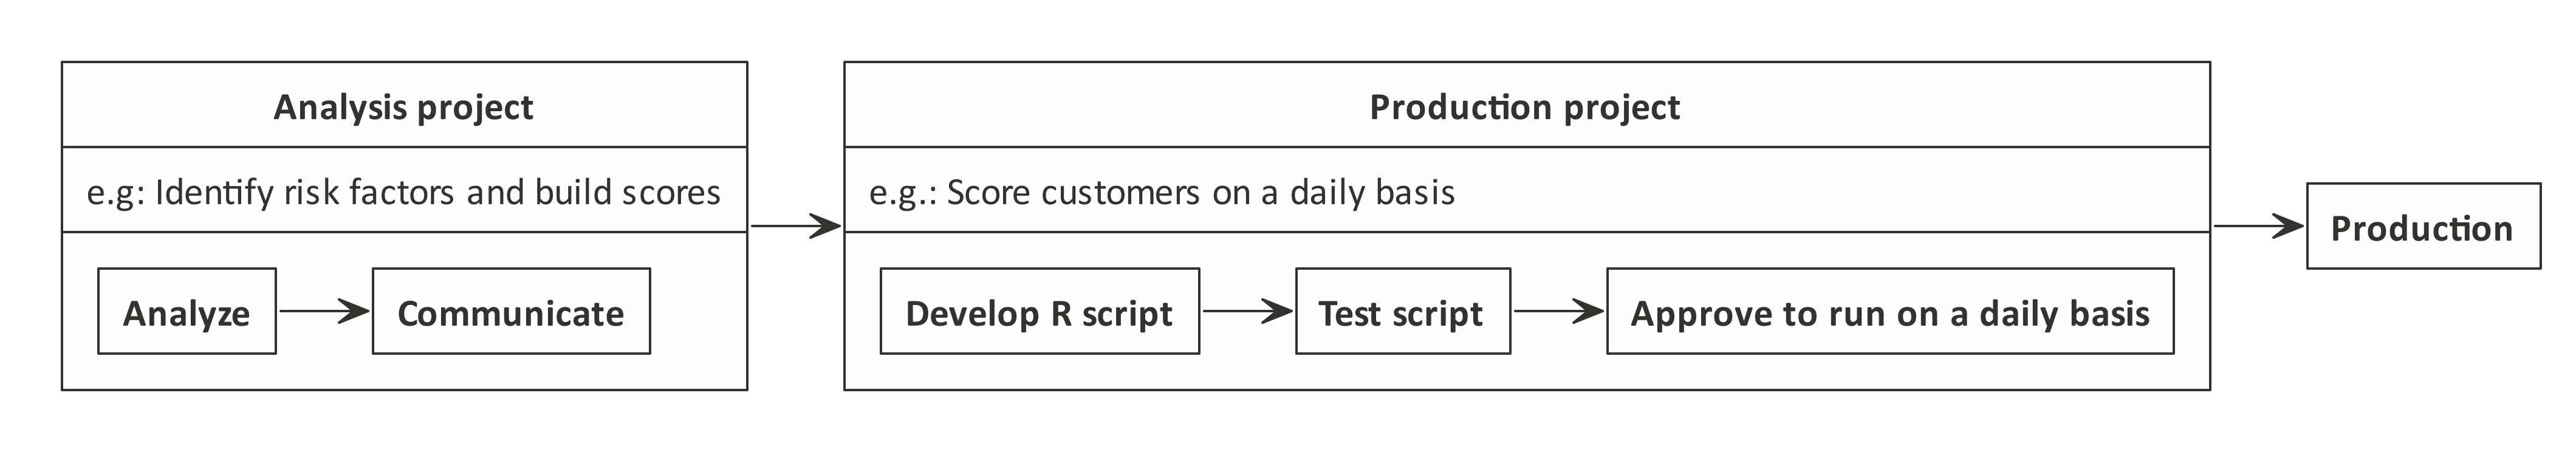 Analysis project
e.g: Identify risk factors and build scores
Analyze
Communicate
Production project
e.g.: Score customers on a daily basis
Develop R script
Test script
Approve to run on a daily basis
Production